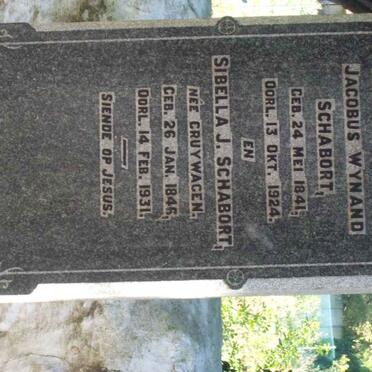 JACOBUS WYNAND
SCHABORT,
GEB. 24 MEI 1841,
OORL. 13 OKT. 1924.
EN
SIBELLA J. SCHABORT,
NÉE CRUYWAGEN.
GEB. 26 JAN. 1846,
OORL. 14 FEB. 1931.
SIENDE OP JESUS.